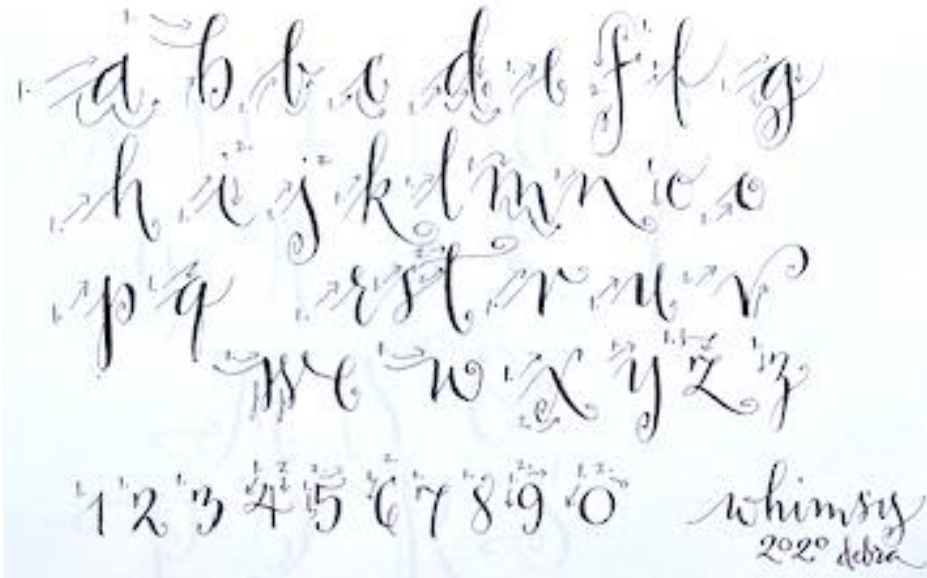 a b b c d e f f g
h i j k l m n o o
p q r s t r u v
w e w x y z z
1 2 3 4 5 6 7 8 9 0
whimsy
2020 debra